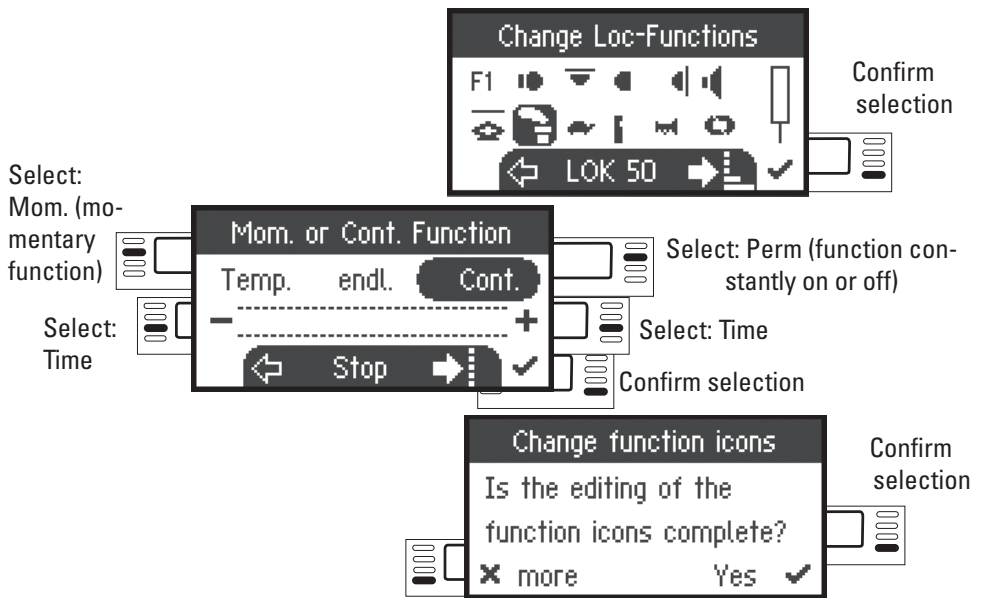 Change Loc-Functions
F1
LOK 50
Confirm
selection
Select:
Mom. (mo-
mentary
function)
Mom. or Cont. Function
Temp. endl. Cont.
− +
Stop
Select: Perm (function con-
stantly on or off)
Select:
Time
Select: Time
Confirm selection
Change function icons
Is the editing of the
function icons complete?
more Yes
Confirm
selection